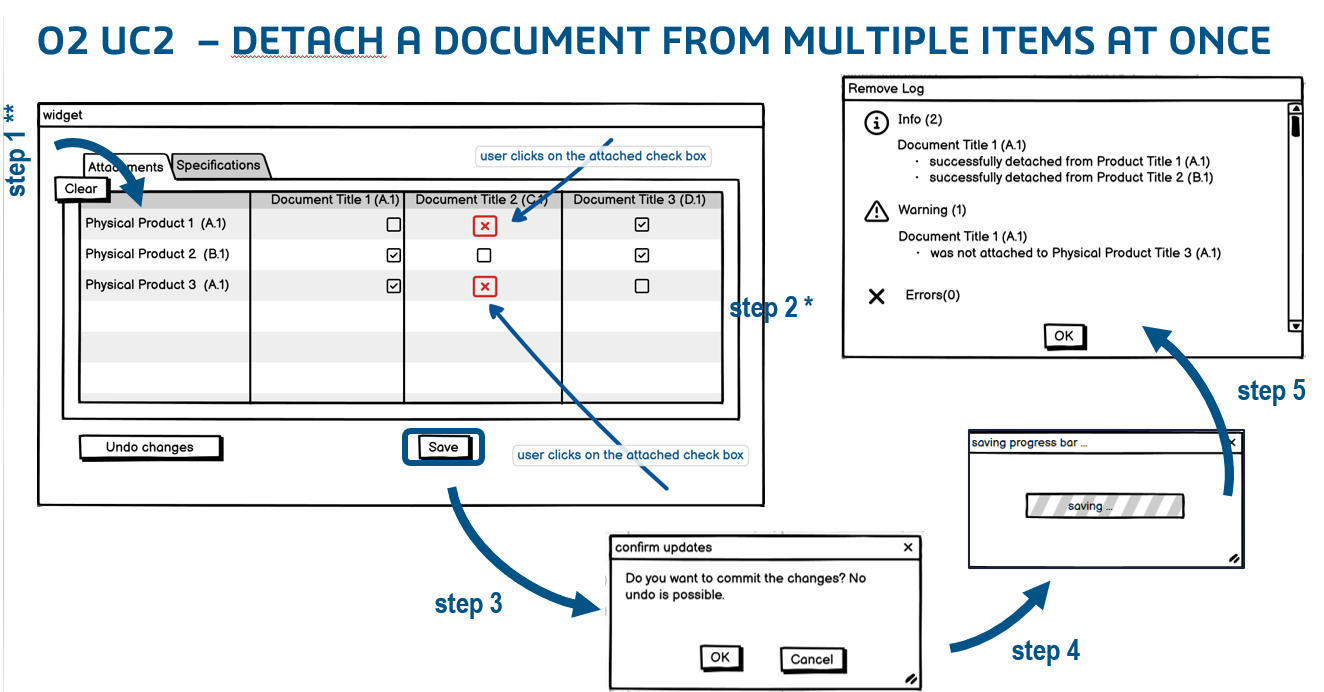 O2 UC2 – DETACH A DOCUMENT FROM MULTIPLE ITEMS AT ONCE
step 1 **
widget
Attachments
Specifications
user clicks on the attached check box
Clear
Document Title 1 (A.1)
Document Title 2 (C.1)
Document Title 3 (D.1)
Physical Product 1 (A.1)
Physical Product 2 (B.1)
Physical Product 3 (A.1)
step 2 *
Undo changes
Save
user clicks on the attached check box
step 3
confirm updates
Do you want to commit the changes? No
undo is possible.
OK
Cancel
step 4
saving progress bar ...
saving ...
step 5
Remove Log
Info (2)
Document Title 1 (A.1)
· successfully detached from Product Title 1 (A.1)
· successfully detached from Product Title 2 (B.1)
Warning (1)
Document Title 1 (A.1)
· was not attached to Physical Product Title 3 (A.1)
Errors(0)
OK